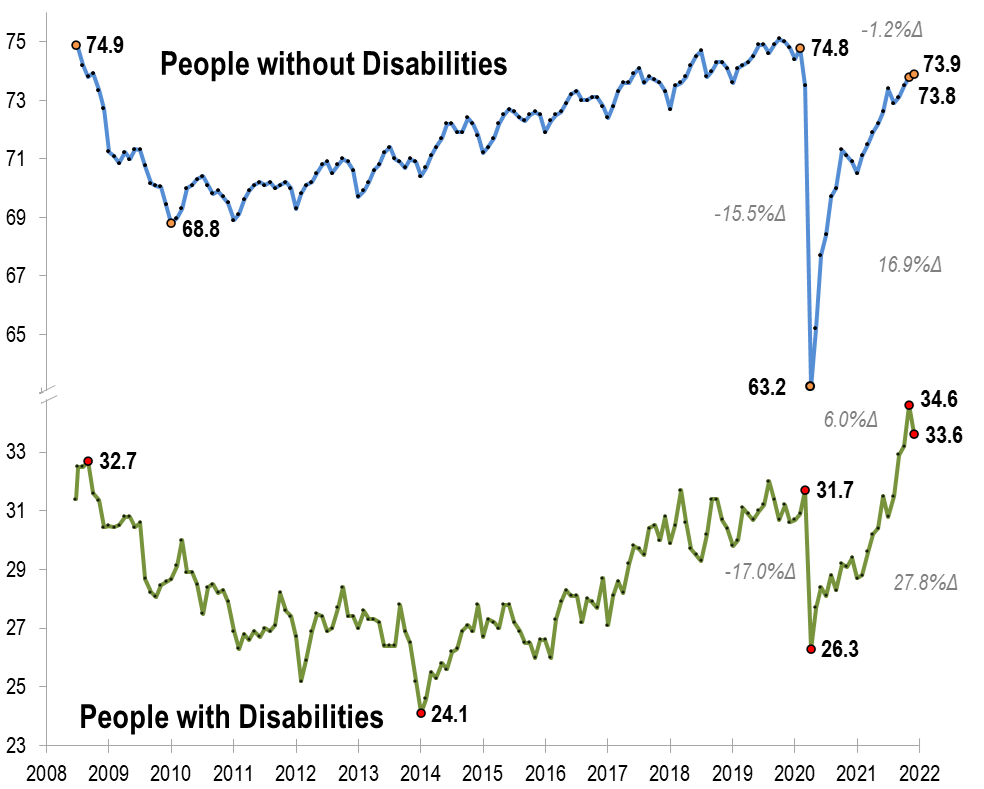 75
74.9
People without Disabilities
-1.2%Δ
74.8
73.9
73.8
73
71
69
68.8
-15.5%Δ
67
16.9%Δ
65
63.2
34.6
6.0%Δ
33.6
33
32.7
31.7
31
29
-17.0%Δ
27.8%Δ
27
26.3
25
People with Disabilities
24.1
23
2008 2009 2010 2011 2012 2013 2014 2015 2016 2017 2018 2019 2020 2021 2022